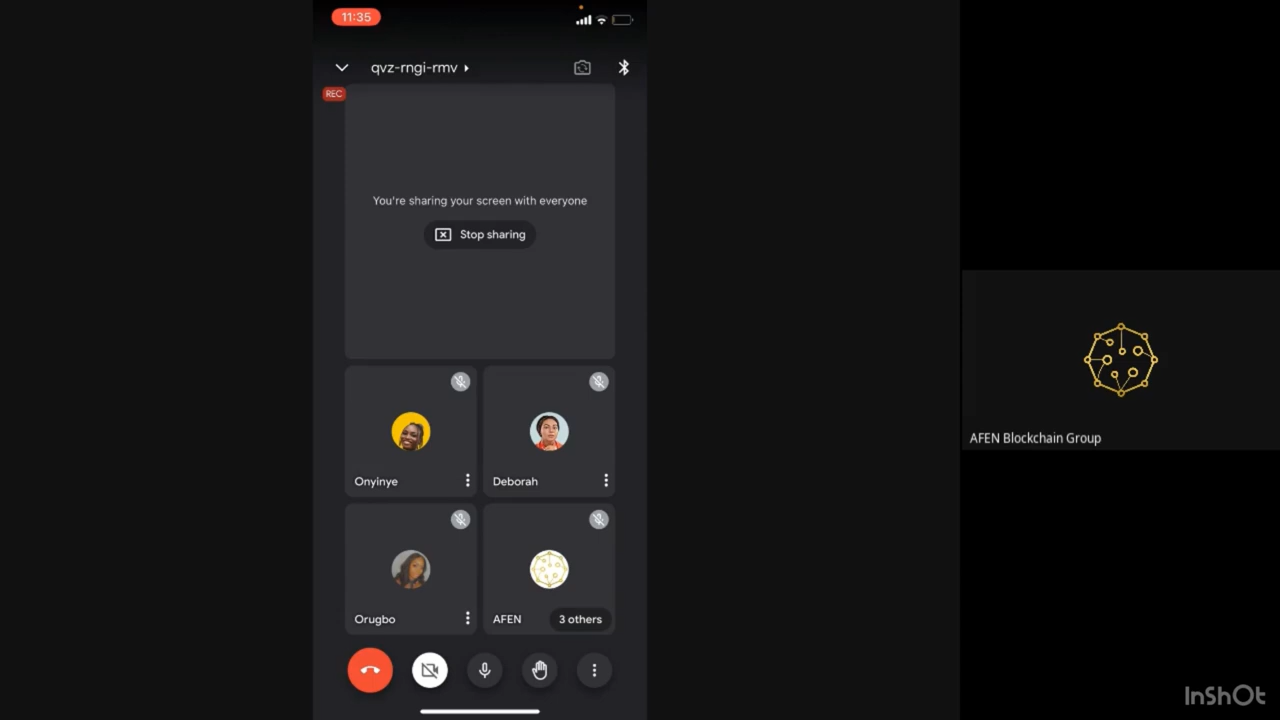 11:35
qvz-rngi-rmv
REC
You're sharing your screen with everyone
Stop sharing
Onyinye
Deborah
Orugbo
AFEN
3 others
AFEN Blockchain Group
InShOt